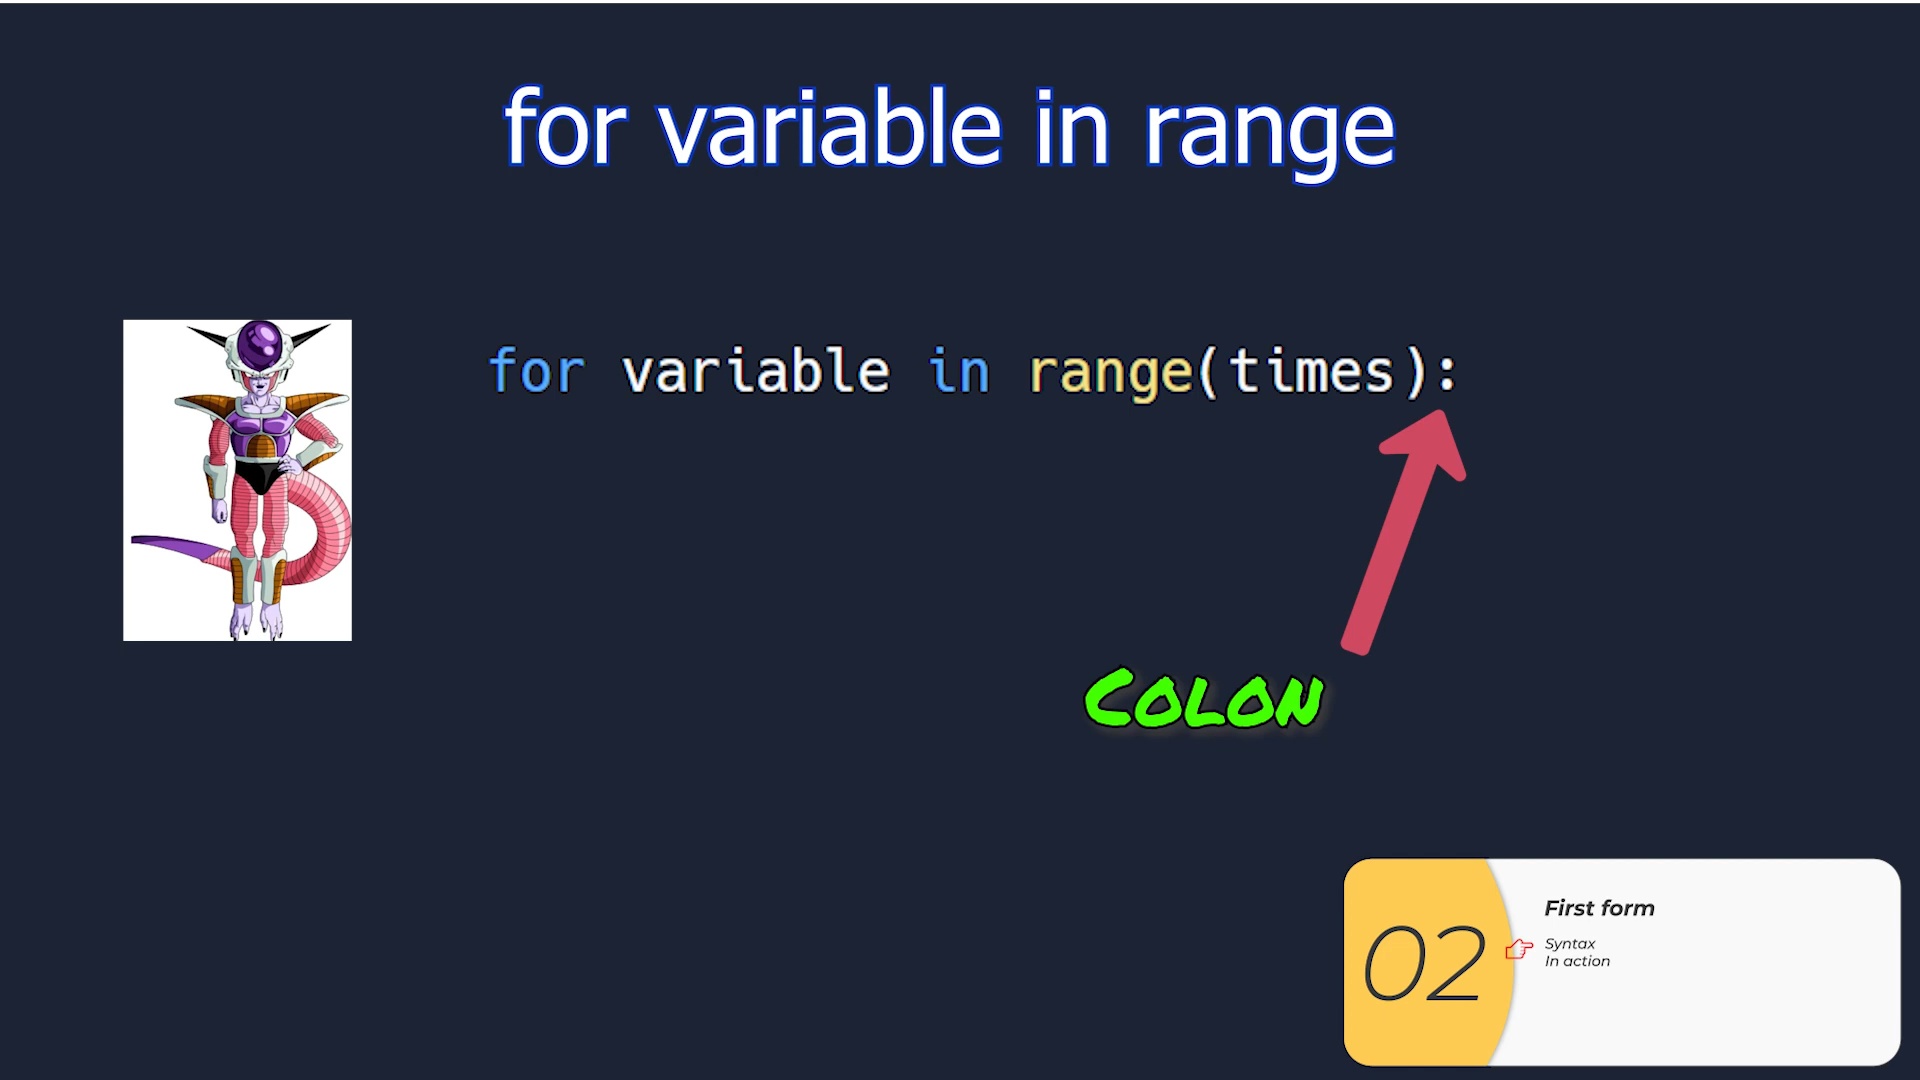 for variable in range
for variable in range(times):
Colon
02
First form
Syntax
In action